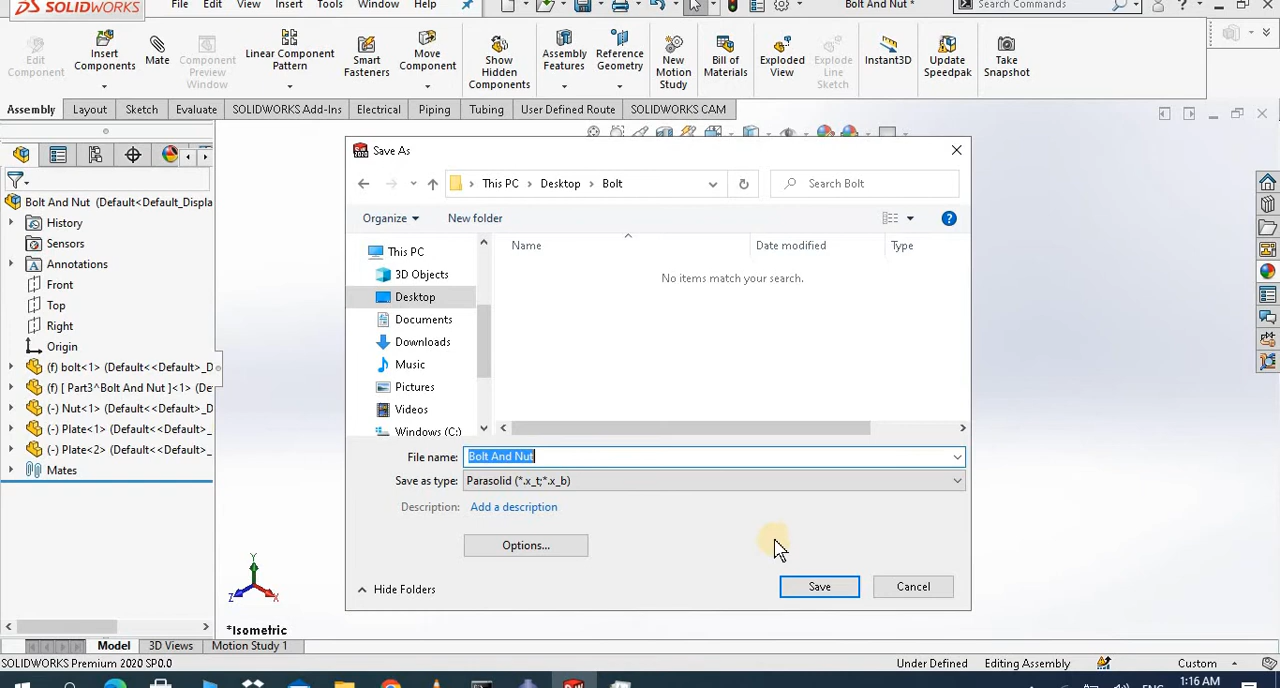 SOLIDWORKS File Edit View Insert Tools Window Help Bolt And Nut * Search Commands
Edit Component
Insert Components
Mate
Component Preview Window
Linear Component Pattern
Smart Fasteners
Move Component
Show Hidden Components
Assembly Features
Reference Geometry
New Motion Study
Bill of Materials
Exploded View
Explode Line Sketch
Instant3D
Update Speedpak
Take Snapshot
Assembly Layout Sketch Evaluate SOLIDWORKS Add-Ins Electrical Piping Tubing User Defined Route SOLIDWORKS CAM
Bolt And Nut (Default<Default_Displa
History
Sensors
Annotations
Front
Top
Right
Origin
(f) bolt<1> (Default<<Default>_D
(f) [ Part3^Bolt And Nut ]<1> (De
(-) Nut<1> (Default<<Default>_D
(-) Plate<1> (Default<<Default>_
(-) Plate<2> (Default<<Default>_
Mates
Save As
This PC › Desktop › Bolt
Search Bolt
Organize New folder
Name Date modified Type
No items match your search.
This PC
3D Objects
Desktop
Documents
Downloads
Music
Pictures
Videos
Windows (C:)
File name: Bolt And Nut
Save as type: Parasolid (*.x_t;*.x_b)
Description: Add a description
Options...
Hide Folders
Save Cancel
Y
Z X
*Isometric
Model 3D Views Motion Study 1
SOLIDWORKS Premium 2020 SP0.0 Under Defined Editing Assembly Custom
ENG 1:16 AM